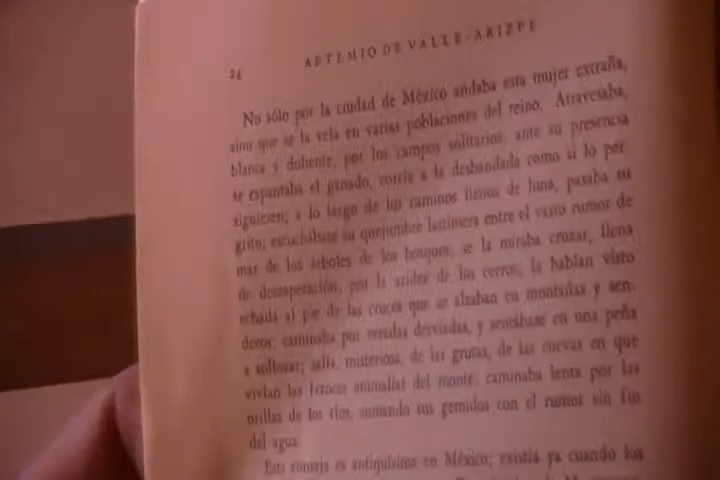 24
ARTEMIO DE VALLE-ARIZPE
No sólo por la ciudad de México andaba esta mujer extraña,
sino que se la veía en varias poblaciones del reino. Atravesaba,
blanca y doliente, por los campos solitarios; ante su presencia
se espantaba el ganado, corría a la desbandada como si lo per-
siguiesen; a lo largo de los caminos llenos de luna, pasaba su
grito; escuchábase su quejumbre lastimera entre el vasto rumor de
mar de los árboles de los bosques; se la miraba cruzar, llena
de desesperación, por la aridez de los cerros; la habían visto
echada al pie de las cruces que se alzaban en montañas y sen-
deros; caminaba por veredas desviadas, y sentábase en una peña
a sollozar; salía, misteriosa, de las grutas, de las cuevas en que
vivían las feroces animalias del monte; caminaba lenta por las
orillas de los ríos, sumando sus gemidos con el rumor sin fin
del agua.
Esta conseja es antiquísima en México; existía ya cuando los